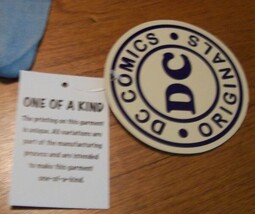 ONE OF A KIND
The printing on this garment
is unique. All variations are
part of the manufacturing
process and are intended
to make this garment
one-of-a-kind.
DC COMICS
DC
ORIGINALS